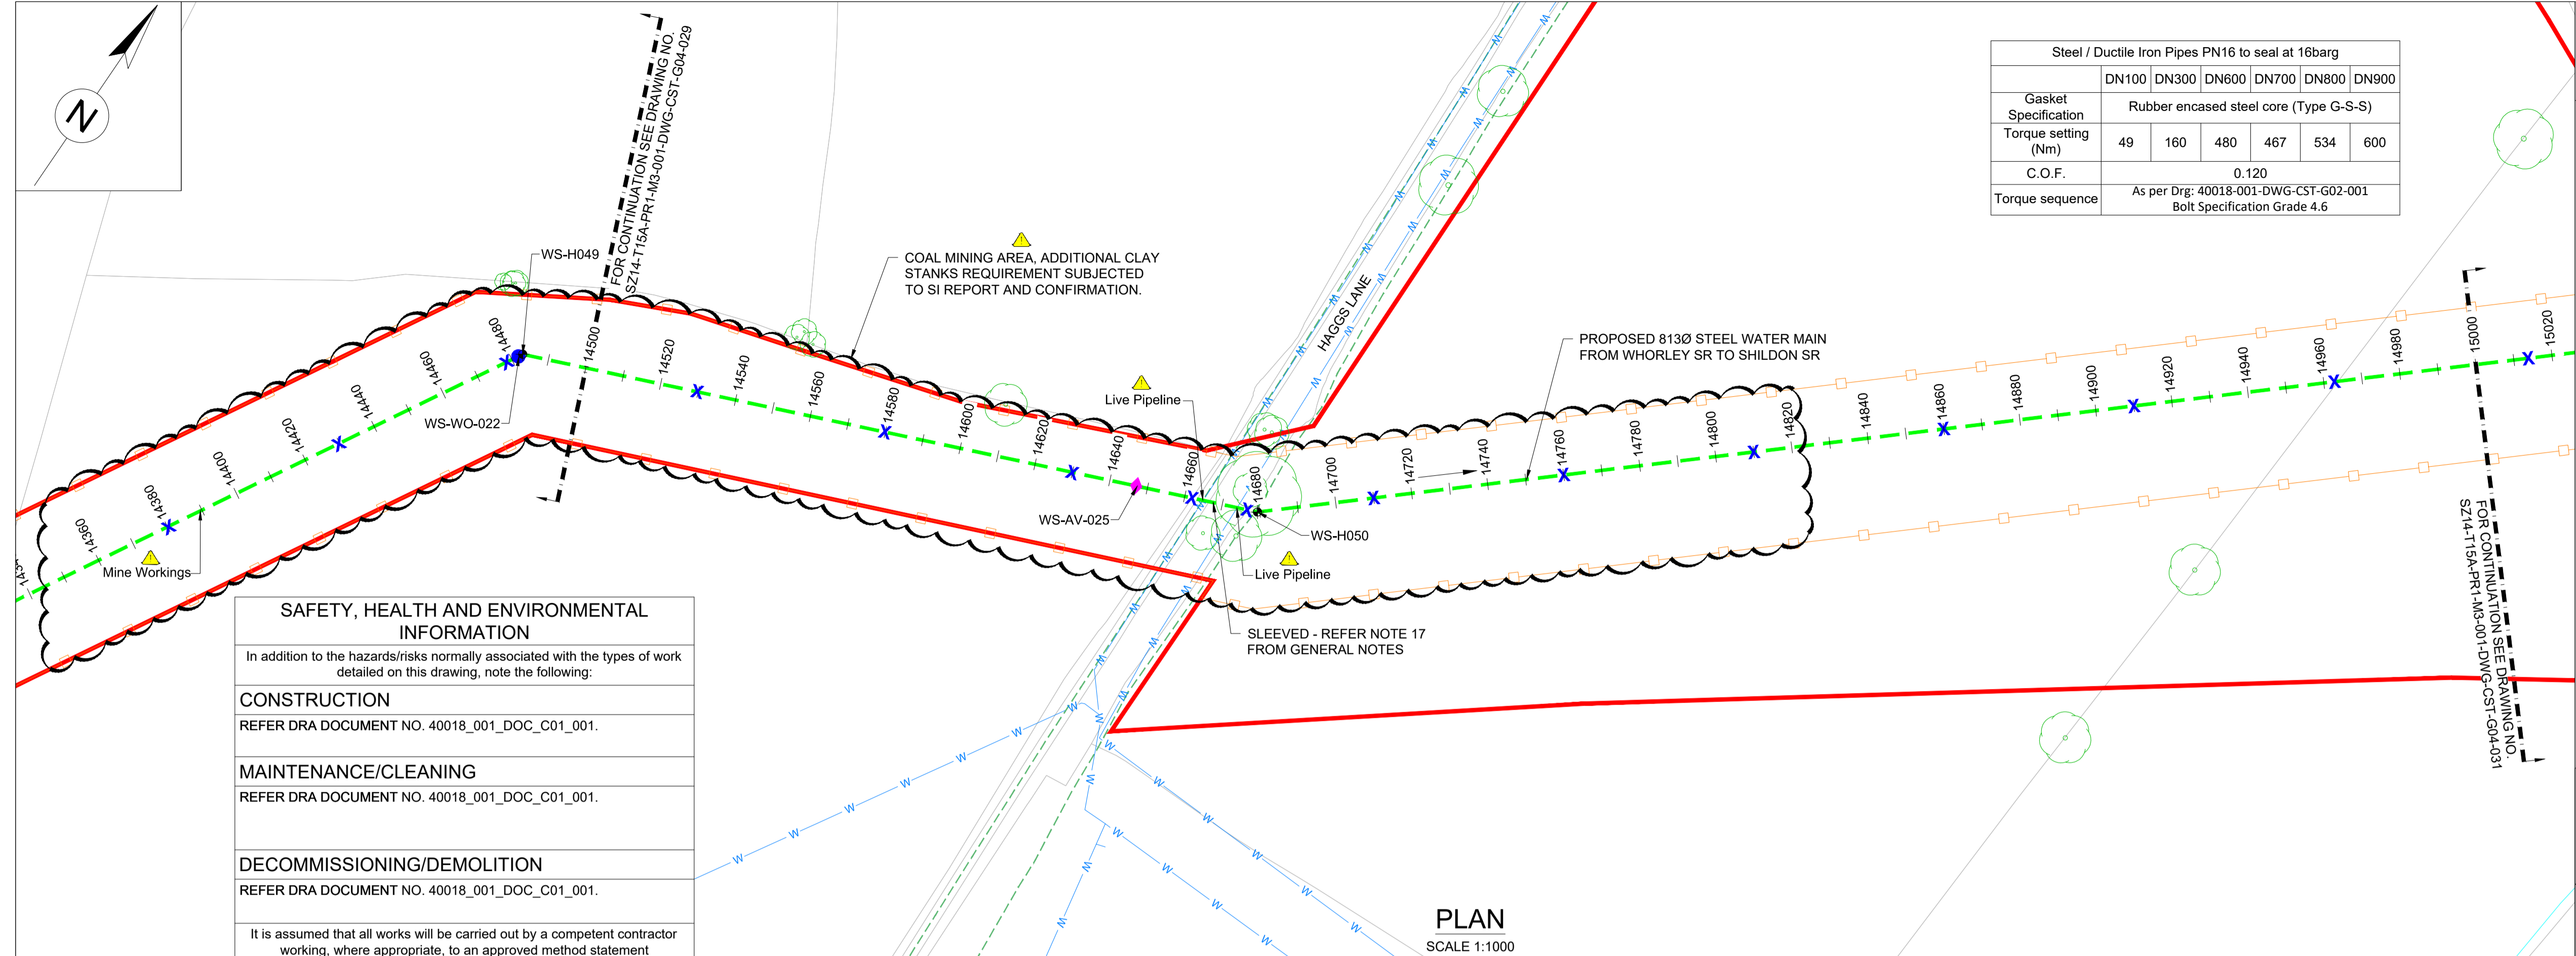 N
FOR CONTINUATION SEE DRAWING NO.
SZ14-T15A-PR1-M3-001-DWG-CST-G04-029
Steel / Ductile Iron Pipes PN16 to seal at 16barg
DN100 DN300 DN600 DN700 DN800 DN900
Gasket
Specification
Rubber encased steel core (Type G-S-S)
Torque setting
(Nm)
49 160 480 467 534 600
C.O.F.
0.120
Torque sequence
As per Drg: 40018-001-DWG-CST-G02-001
Bolt Specification Grade 4.6
WS-H049
COAL MINING AREA, ADDITIONAL CLAY
STANKS REQUIREMENT SUBJECTED
TO SI REPORT AND CONFIRMATION.
HAGGS LANE
PROPOSED 813Ø STEEL WATER MAIN
FROM WHORLEY SR TO SHILDON SR
Live Pipeline
WS-WO-022
14360
14380
14400
14420
14440
14460
14480
14500
14520
14540
14560
14580
14600
14620
14640
14660
14680
14700
14720
14740
14760
14780
14800
14820
14840
14860
14880
14900
14920
14940
14960
14980
15000
15020
WS-AV-025
WS-H050
Live Pipeline
Mine Workings
SLEEVED - REFER NOTE 17
FROM GENERAL NOTES
FOR CONTINUATION SEE DRAWING NO.
SZ14-T15A-PR1-M3-001-DWG-CST-G04-031
SAFETY, HEALTH AND ENVIRONMENTAL
INFORMATION
In addition to the hazards/risks normally associated with the types of work
detailed on this drawing, note the following:
CONSTRUCTION
REFER DRA DOCUMENT NO. 40018_001_DOC_C01_001.
MAINTENANCE/CLEANING
REFER DRA DOCUMENT NO. 40018_001_DOC_C01_001.
DECOMMISSIONING/DEMOLITION
REFER DRA DOCUMENT NO. 40018_001_DOC_C01_001.
It is assumed that all works will be carried out by a competent contractor
working, where appropriate, to an approved method statement
PLAN
SCALE 1:1000